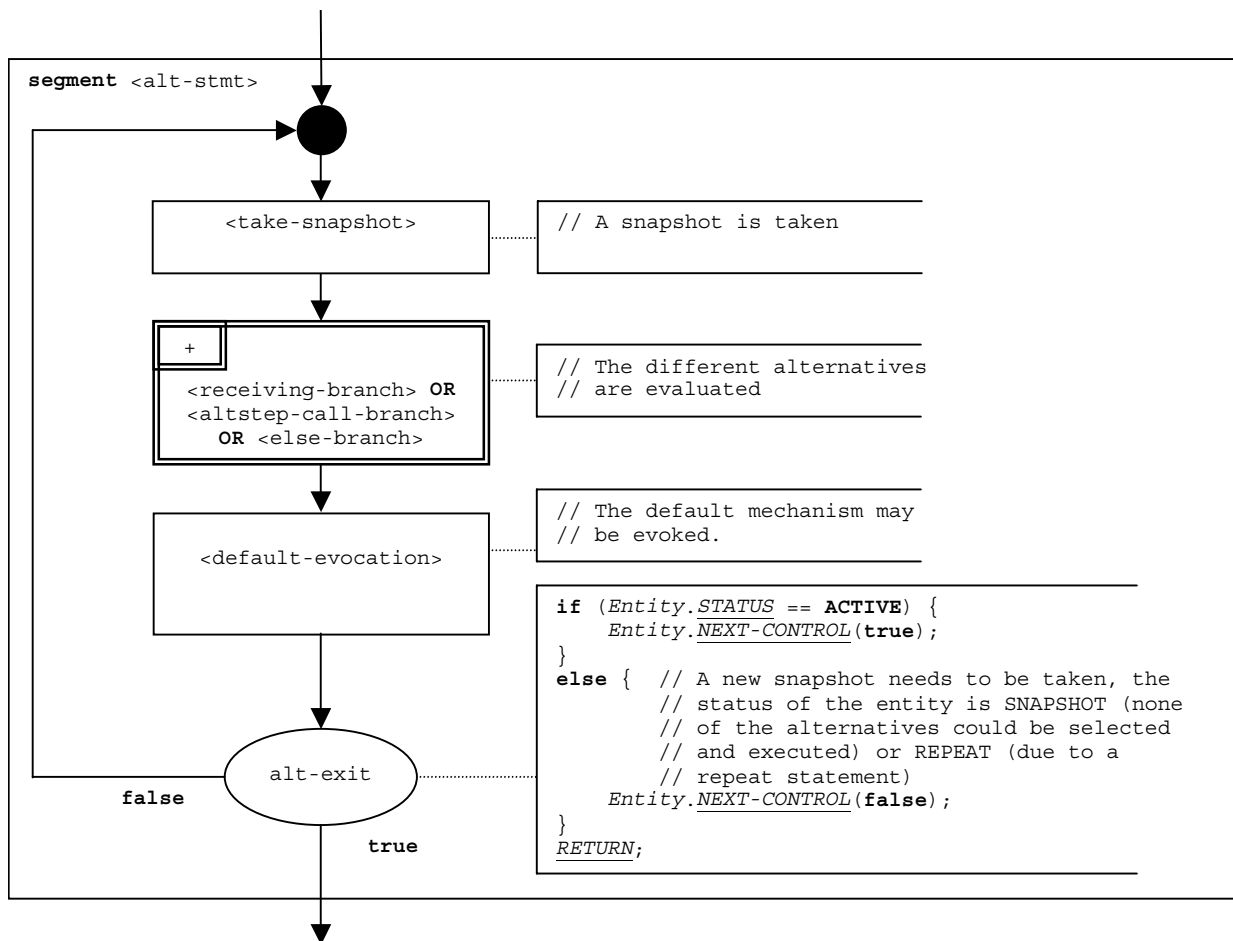 segment <alt-stmt>
<take-snapshot>
// A snapshot is taken
+
<receiving-branch> OR
<altstep-call-branch>
OR <else-branch>
// The different alternatives
// are evaluated
<default-evocation>
// The default mechanism may
// be evoked.
alt-exit
false
true
if (Entity.STATUS == ACTIVE) {
Entity.NEXT-CONTROL(true);
}
else { // A new snapshot needs to be taken, the
// status of the entity is SNAPSHOT (none
// of the alternatives could be selected
// and executed) or REPEAT (due to a
// repeat statement)
Entity.NEXT-CONTROL(false);
}
RETURN;